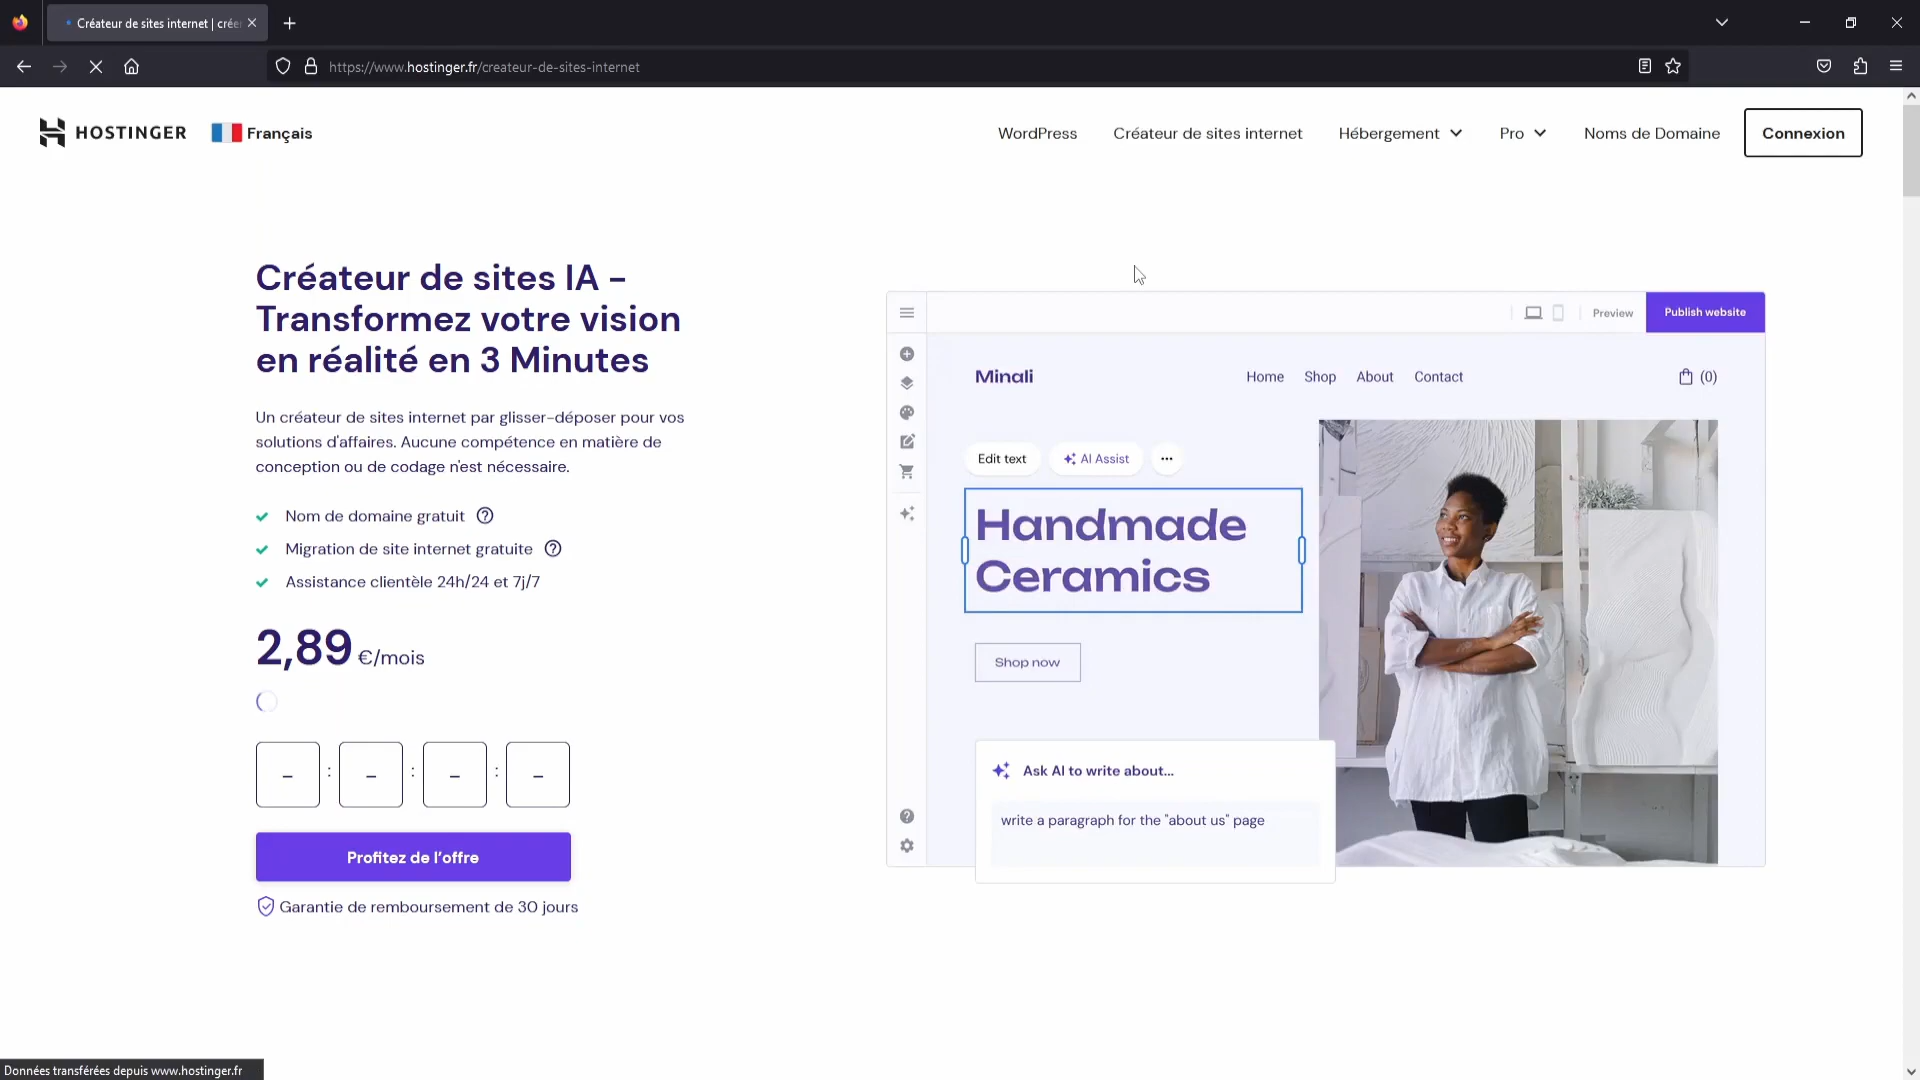 Créateur de sites internet | crée
https://www.hostinger.fr/createur-de-sites-internet
HOSTINGER
Français
WordPress
Créateur de sites internet
Hébergement
Pro
Noms de Domaine
Connexion
Créateur de sites IA -
Transformez votre vision
en réalité en 3 Minutes
Un créateur de sites internet par glisser-déposer pour vos
solutions d'affaires. Aucune compétence en matière de
conception ou de codage n'est nécessaire.
Nom de domaine gratuit
Migration de site internet gratuite
Assistance clientèle 24h/24 et 7j/7
2,89 €/mois
- : - : - : -
Profitez de l’offre
Garantie de remboursement de 30 jours
Preview
Publish website
Minali
Home
Shop
About
Contact
(0)
Edit text
AI Assist
Handmade
Ceramics
Shop now
Ask AI to write about...
write a paragraph for the "about us" page
Données transférées depuis www.hostinger.fr